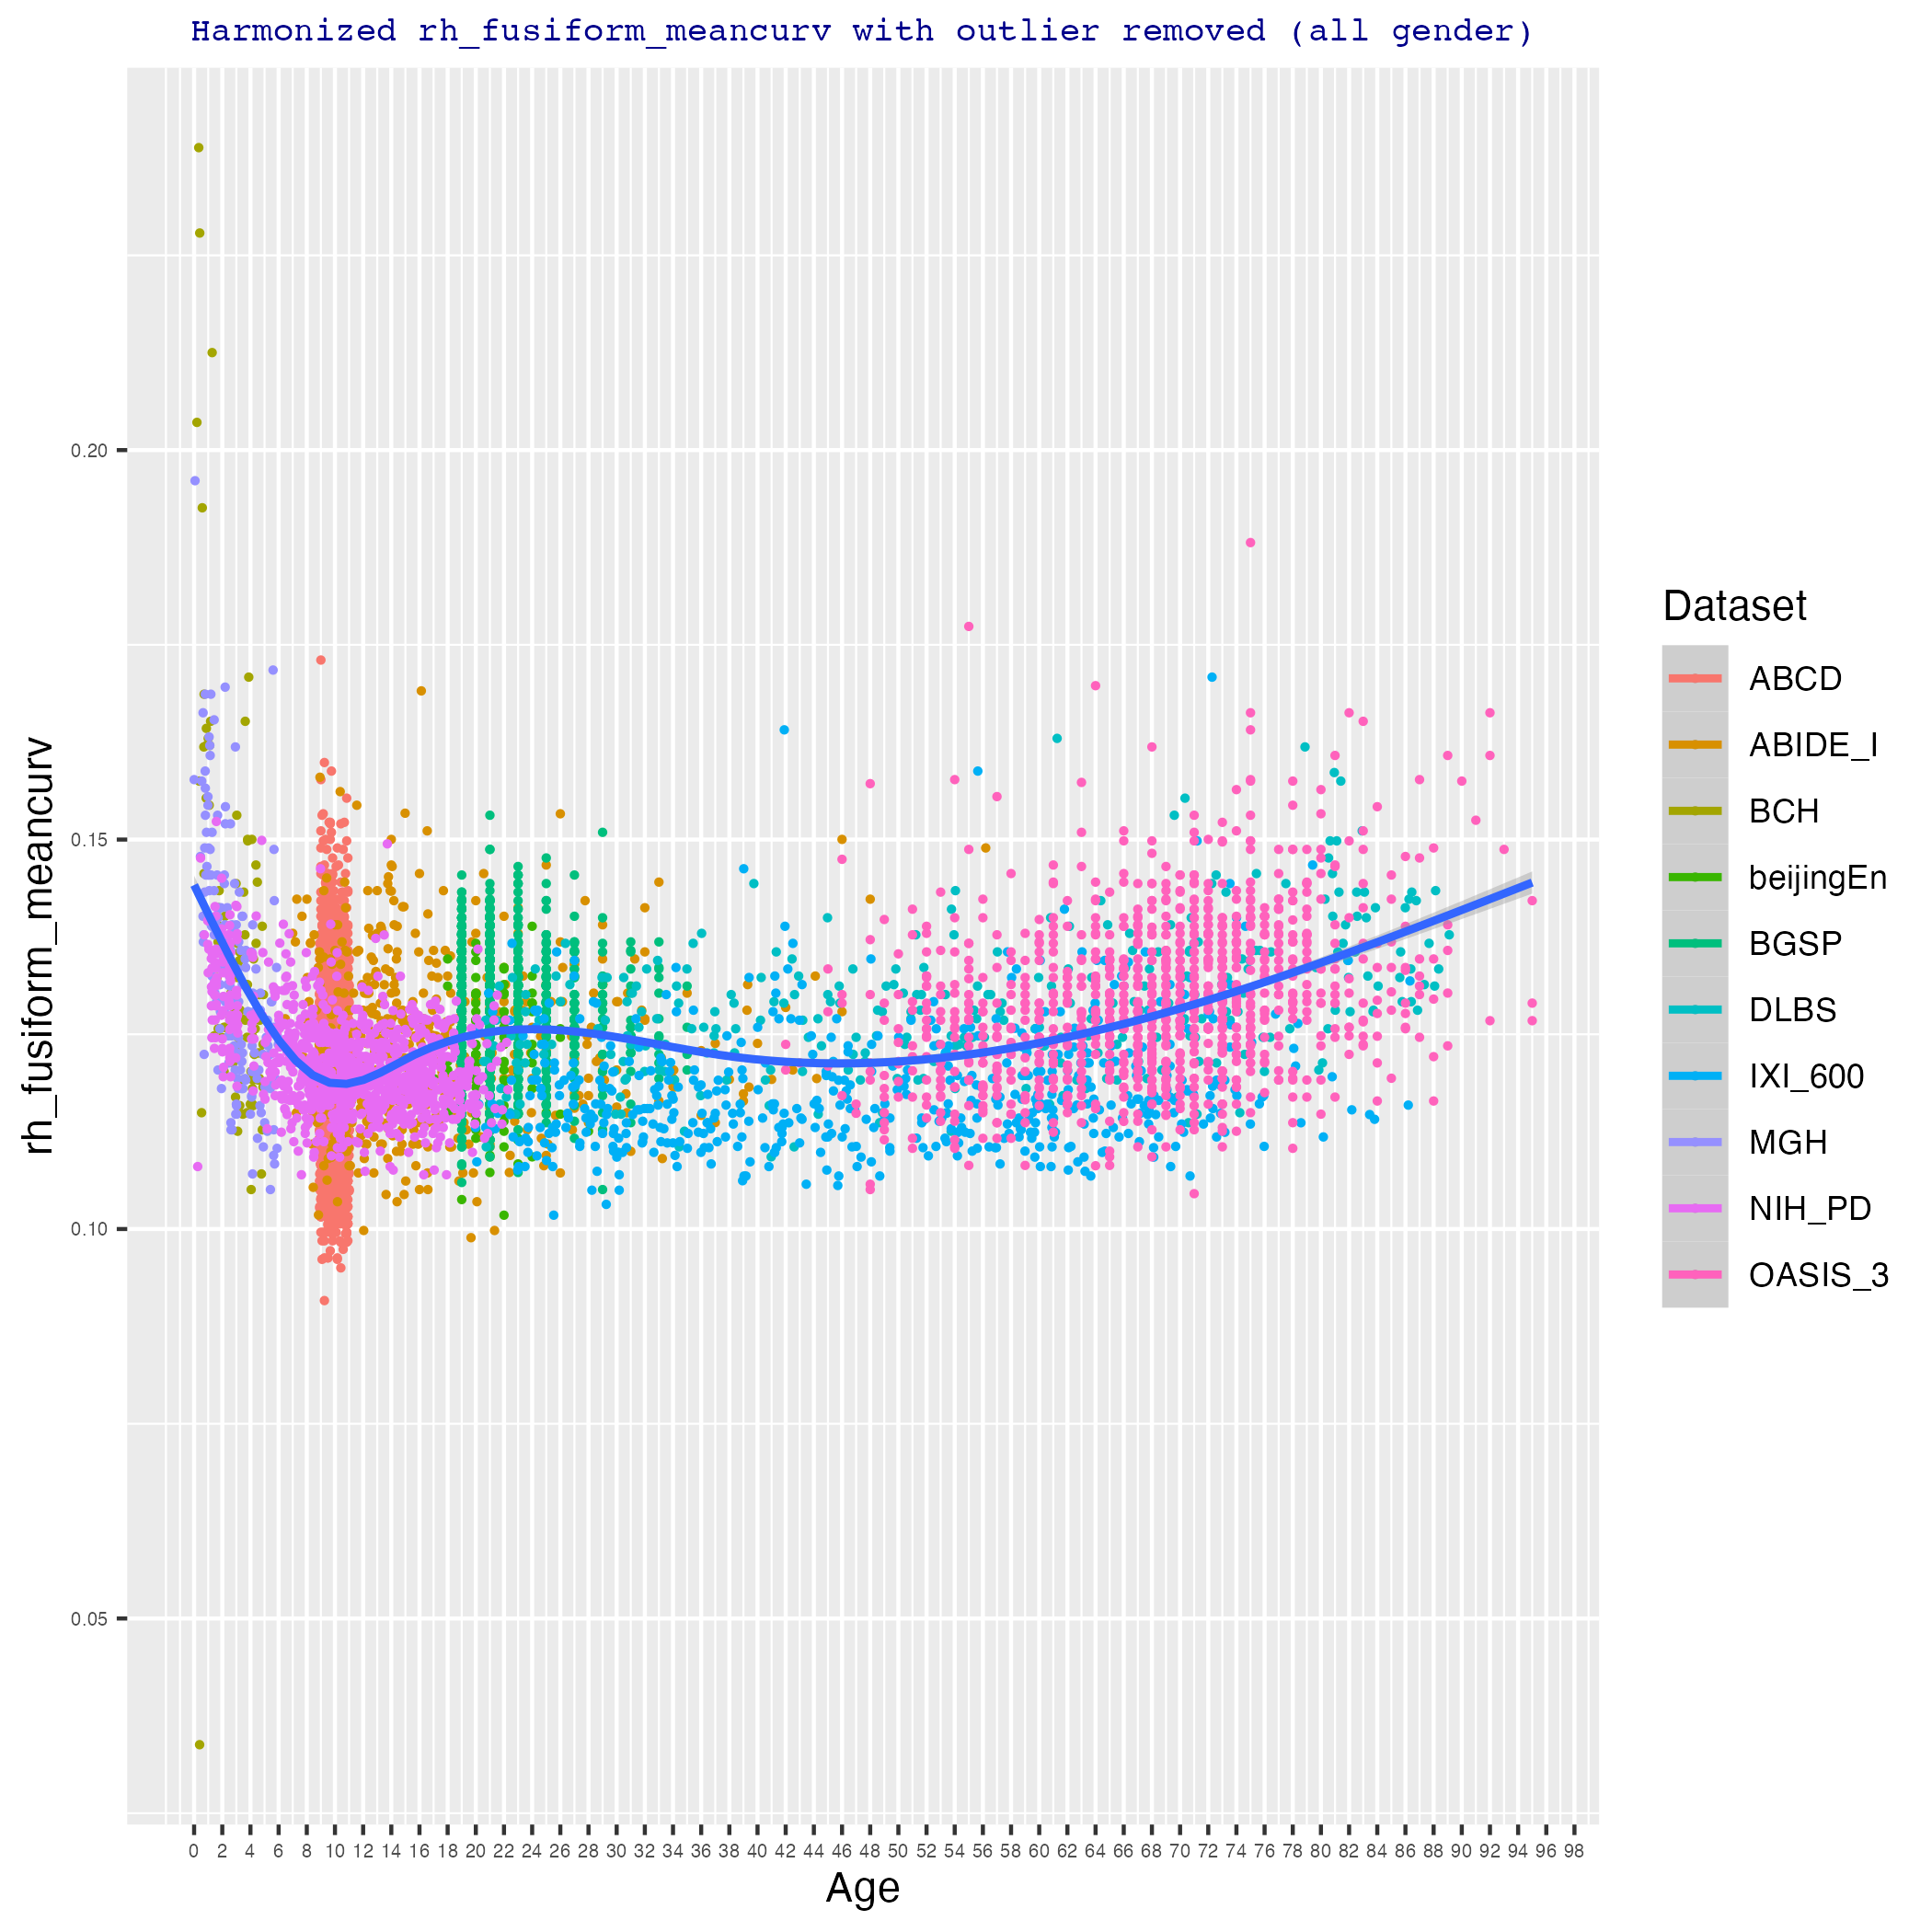 Harmonized rh_fusiform_meancurv with outlier removed (all gender)
rh_fusiform_meancurv
0.20
0.15
0.10
0.05
0 2 4 6 8 10 12 14 16 18 20 22 24 26 28 30 32 34 36 38 40 42 44 46 48 50 52 54 56 58 60 62 64 66 68 70 72 74 76 78 80 82 84 86 88 90 92 94 96 98
Age
Dataset
ABCD
ABIDE_I
BCH
beijingEn
BGSP
DLBS
IXI_600
MGH
NIH_PD
OASIS_3